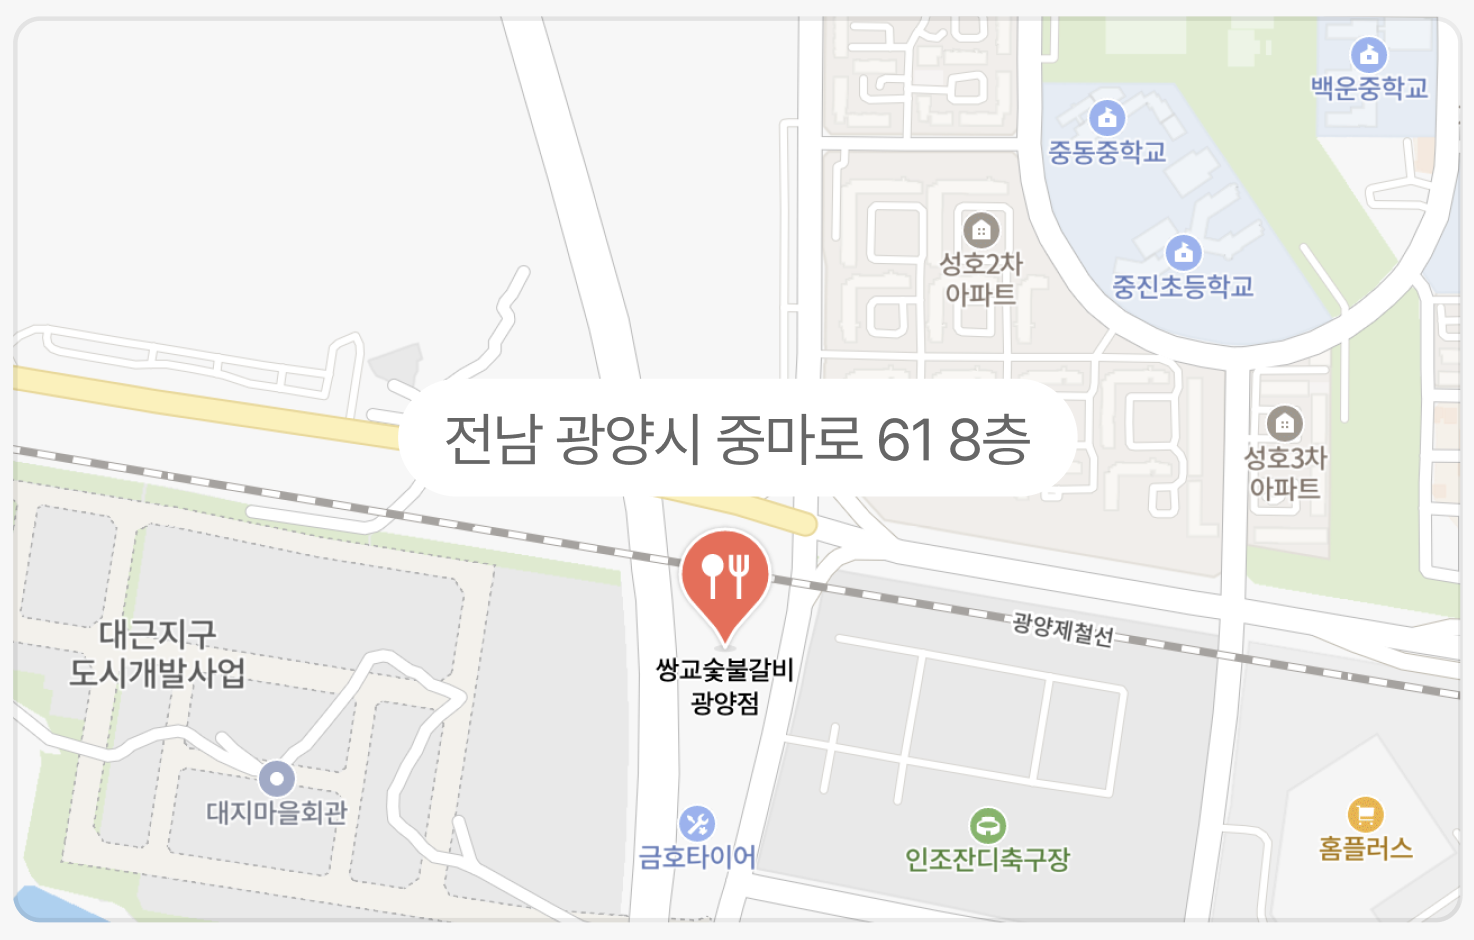 백운중학교
중동중학교
성호2차
아파트
중진초등학교
전남 광양시 중마로 61 8층
성호3차
아파트
광양제철선
대근지구
도시개발사업
쌍교숯불갈비
광양점
대지마을회관
금호타이어
인조잔디축구장
홈플러스